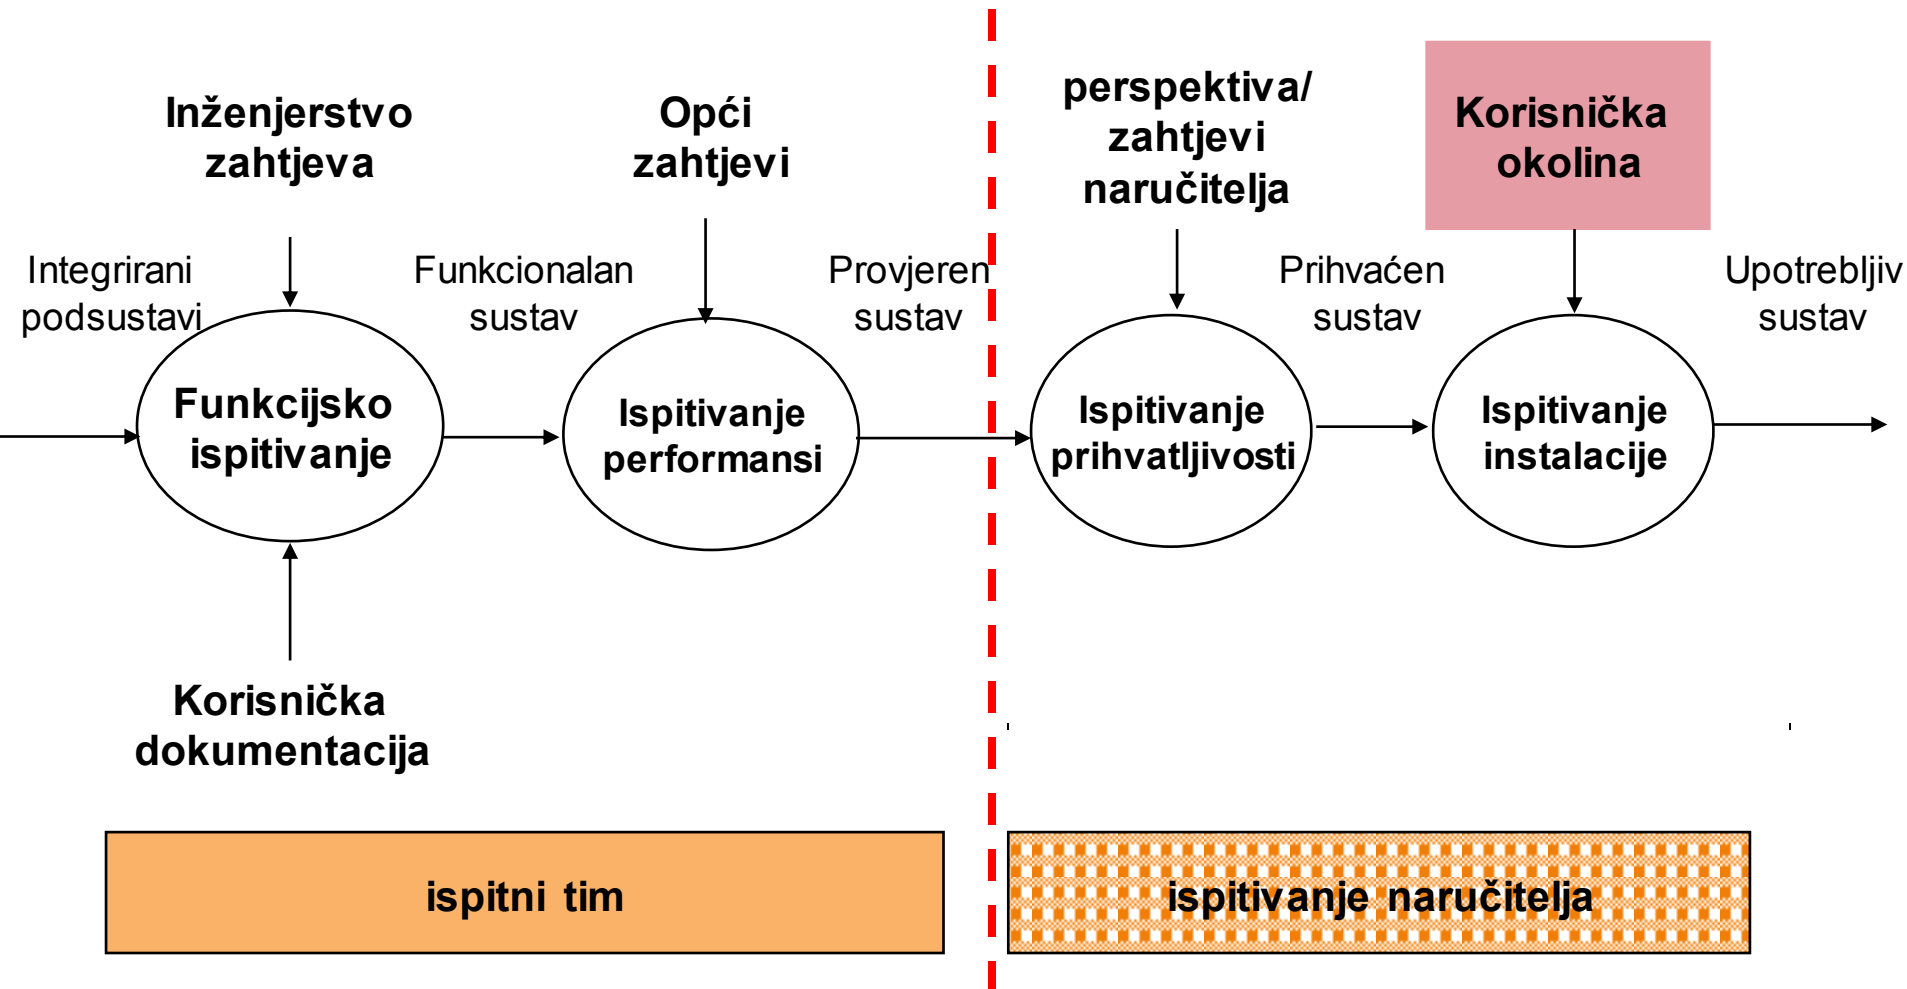 Inženjerstvo
zahtjeva
Opći
zahtjevi
perspektiva/
zahtjevi
naručitelja
Korisnička
okolina
Integrirani
podsustavi
Funkcionalan
sustav
Provjeren
sustav
Prihvaćen
sustav
Upotrebljiv
sustav
Funkcijsko
ispitivanje
Ispitivanje
performansi
Ispitivanje
prihvatljivosti
Ispitivanje
instalacije
Korisnička
dokumentacija
ispitni tim
ispitivanje naručitelja